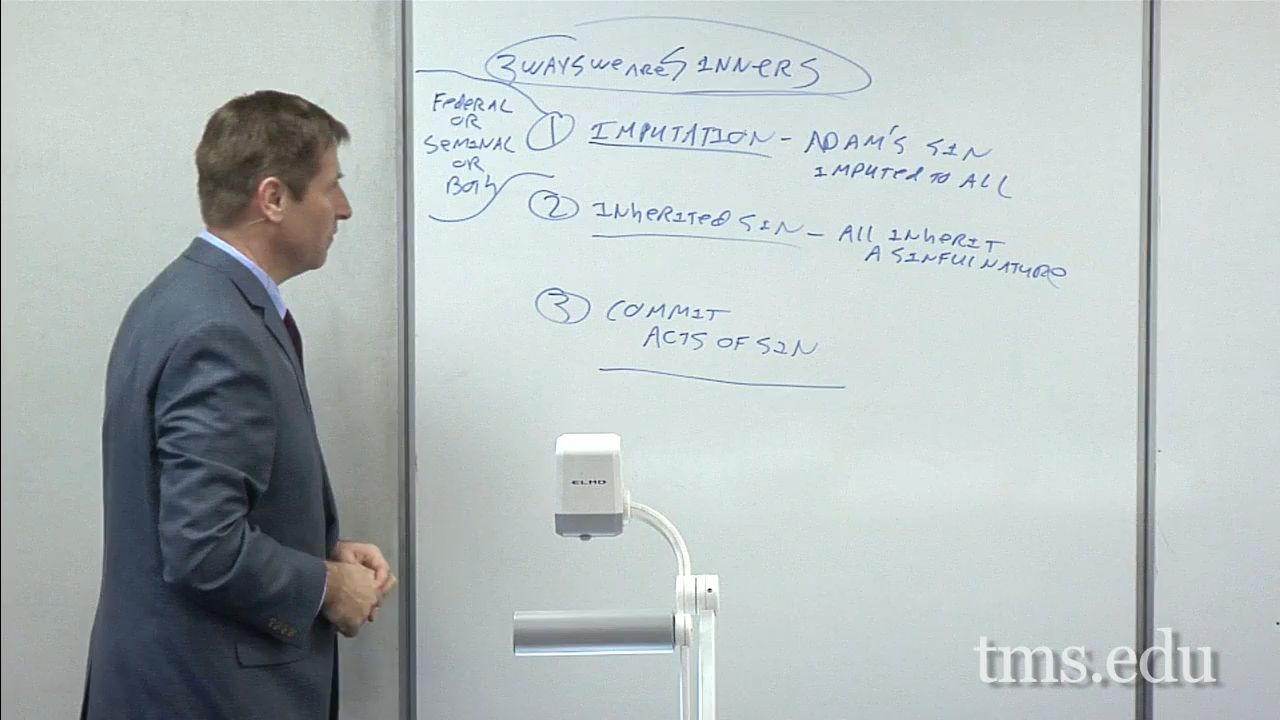 3 WAYS WE ARE SINNERS
FEDERAL
OR
SEMINAL
OR
BOTH
1 IMPUTATION - ADAM'S SIN
IMPUTED TO ALL
2 INHERITED SIN - ALL INHERIT
A SINFUL NATURE
3 COMMIT
ACTS OF SIN
ELMO
tms.edu